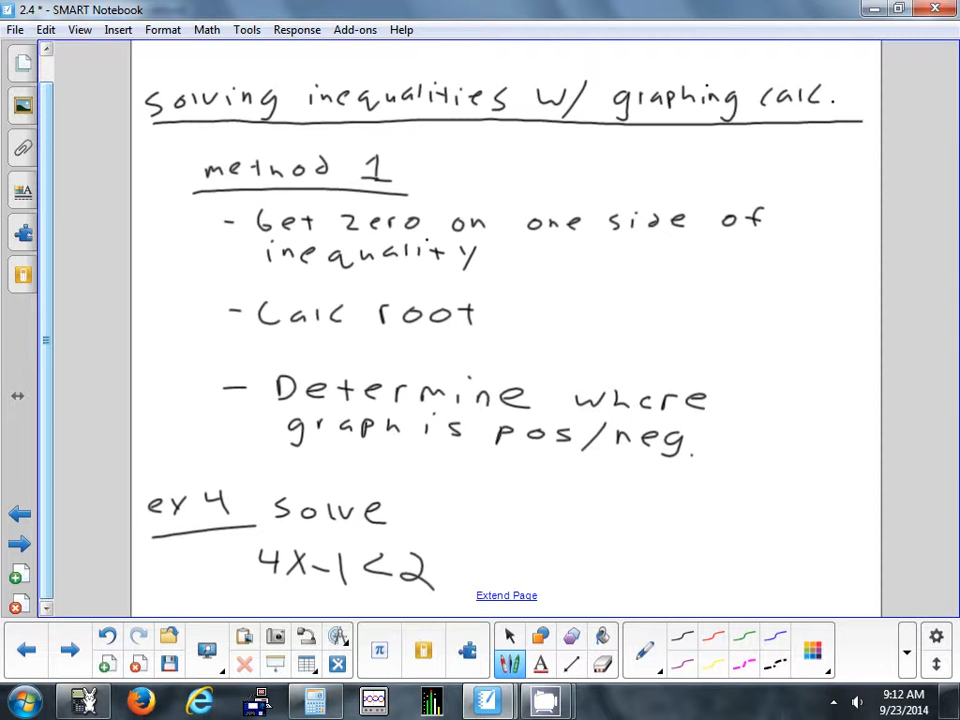 2.4 * - SMART Notebook
File Edit View Insert Format Math Tools Response Add-ons Help
solving inequalities w/ graphing calc.
method 1
- Get zero on one side of
inequality
- Calc root
- Determine where
graph is pos/neg.
ex 4 solve
4x-1<2
Extend Page
9:12 AM
9/23/2014